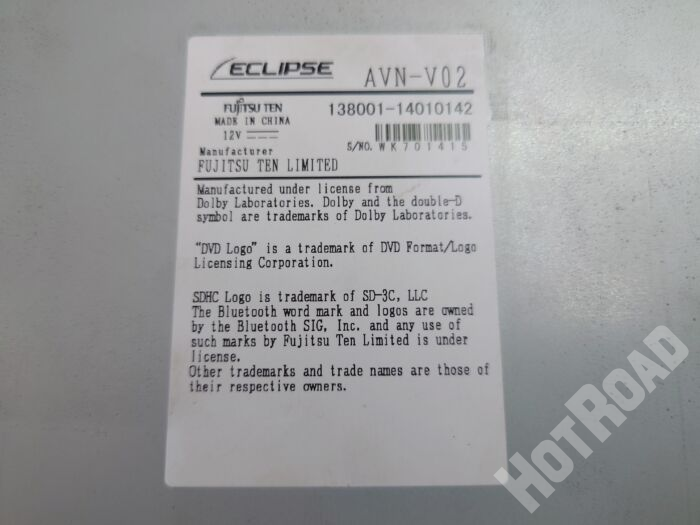 ECLIPSE
AVN-V02
FUJITSU TEN
138001-14010142
MADE IN CHINA
12V
S/NO. WK701415
Manufacturer
FUJITSU TEN LIMITED
Manufactured under license from
Dolby Laboratories. Dolby and the double-D
symbol are trademarks of Dolby Laboratories.
"DVD Logo" is a trademark of DVD Format/Logo
Licensing Corporation.
SDHC Logo is trademark of SD-3C, LLC
The Bluetooth word mark and logos are owned
by the Bluetooth SIG, Inc. and any use of
such marks by Fujitsu Ten Limited is under
license.
Other trademarks and trade names are those of
their respective owners.
HOTROAD